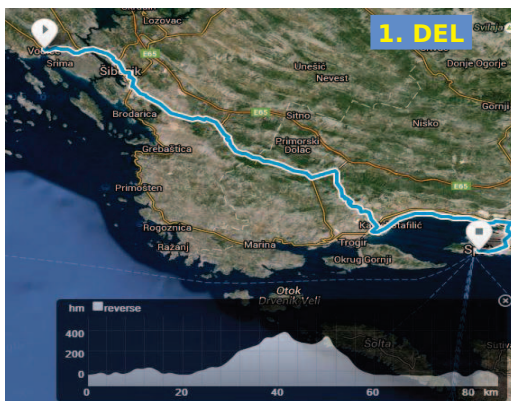 1. DEL
Lozovac
Svilaja
E65
Unešić
Vodice
Srima
Donje Ogorje
Nevest
Šibenik
Gornji
E65
Brodarica
Sitno
Nisko
Grebaštica
Primorski
Dolac
E65
Primošten
Rogoznica
Ražanj
Marina
Trogir
Okrug Gornji
Otok
Drvenik Veli
hm reverse
Šolta
400
200
0
0 20 40 60 80 km